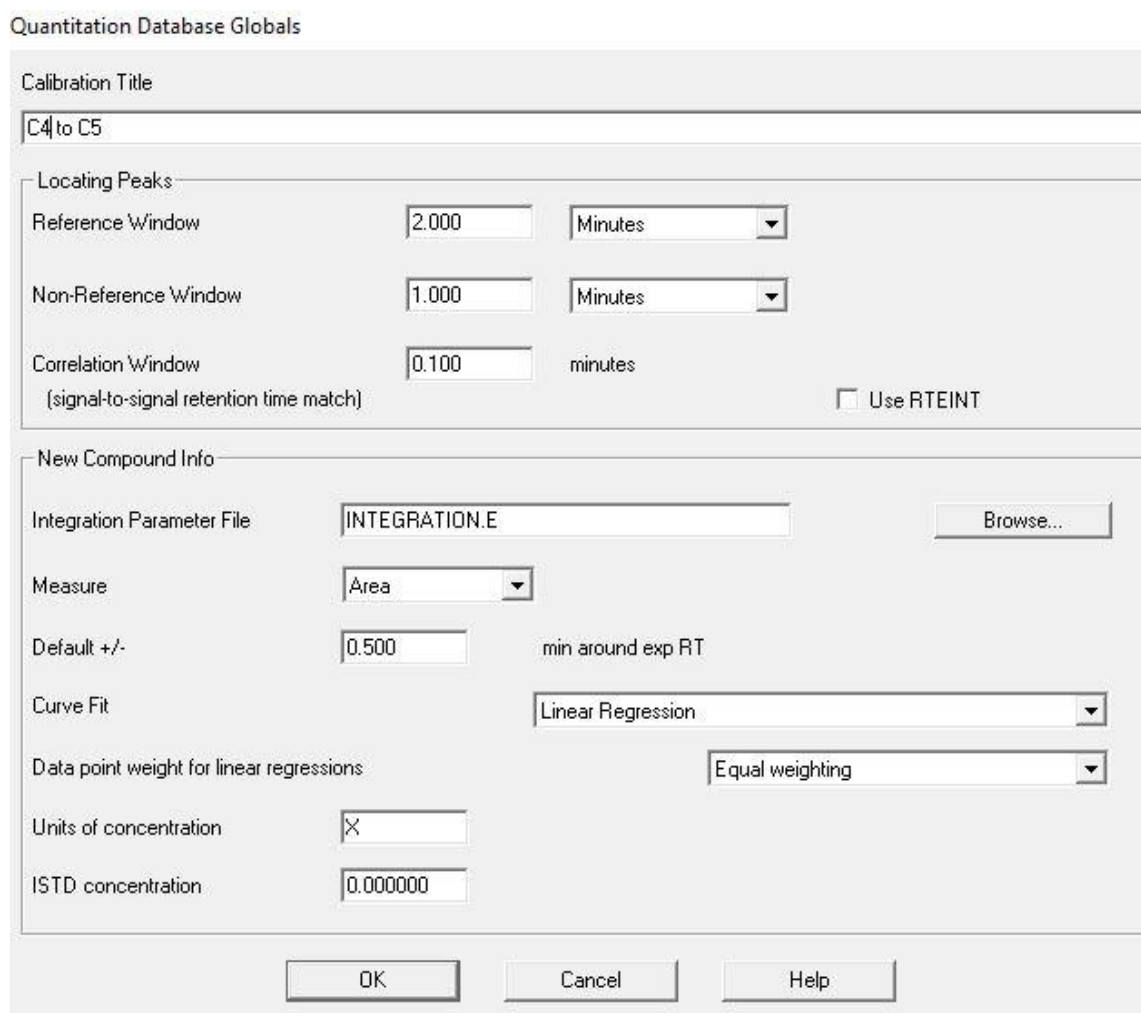 Quantitation Database Globals
Calibration Title
C4 to C5
Locating Peaks
Reference Window 2.000 Minutes
Non-Reference Window 1.000 Minutes
Correlation Window 0.100 minutes
(signal-to-signal retention time match) Use RTEINT
New Compound Info
Integration Parameter File INTEGRATION.E Browse...
Measure Area
Default +/- 0.500 min around exp RT
Curve Fit Linear Regression
Data point weight for linear regressions Equal weighting
Units of concentration X
ISTD concentration 0.000000
OK Cancel Help